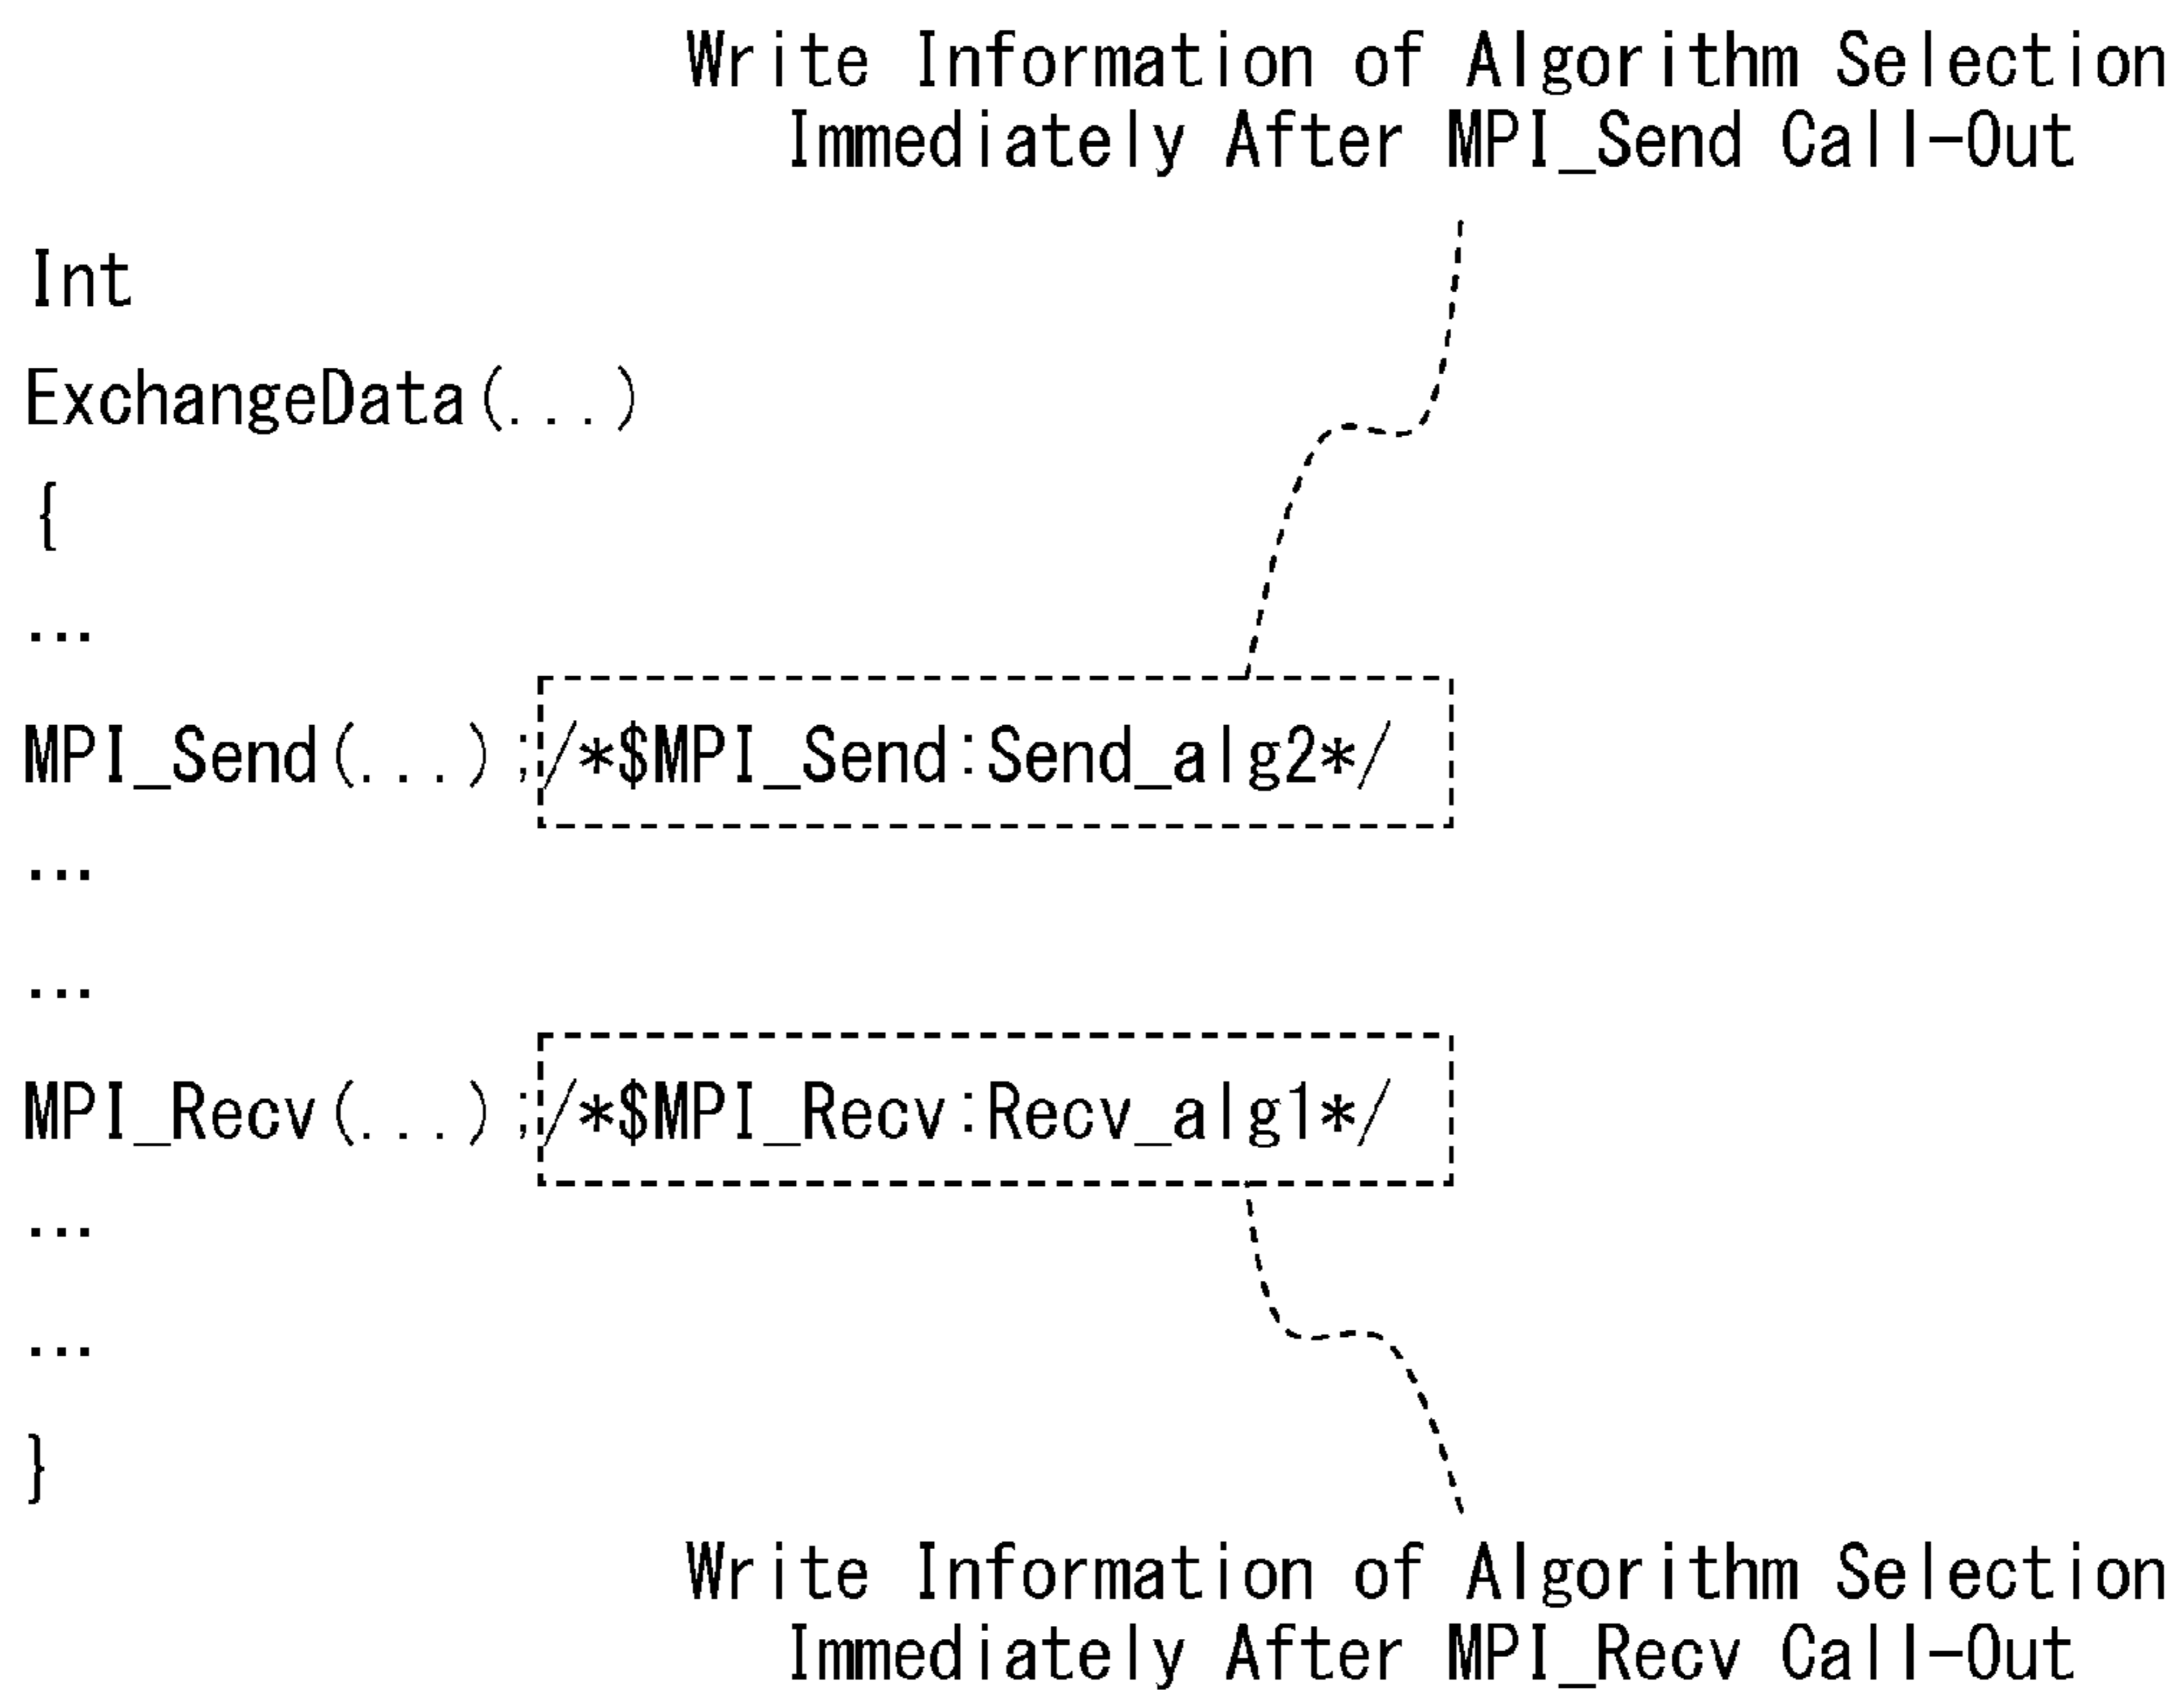 Write Information of Algorithm Selection
Immediately After MPI_Send Call-Out
Int
ExchangeData(...)
{
...
MPI_Send(...);/*$MPI_Send:Send_alg2*/
...
...
MPI_Recv(...);/*$MPI_Recv:Recv_alg1*/
...
...
}
Write Information of Algorithm Selection
Immediately After MPI_Recv Call-Out